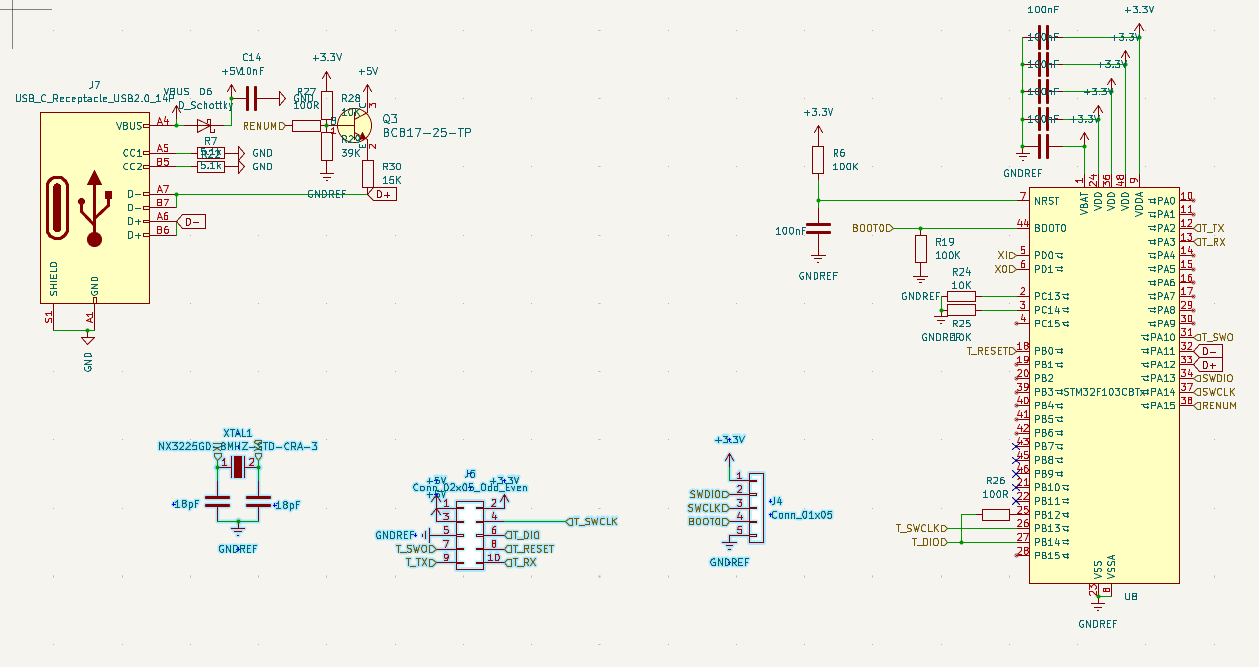 J7
USB_C_Receptacle_USB2.0_14P
VBUS
A4
CC1
A5
CC2
B5
D-
A7
D-
B7
D+
A6
D+
B6
SHIELD
GND
S1
A1
GND
VBUS
D6
D_Schottky
+5V
C14
10nF
GND
R7
5.1k
5.1k
GND
GND
D-
D+
RENUM
R27
100R
+3.3V
R28
10K
R29
39K
GNDREF
+5V
Q3
BCB17-25-TP
R30
15K
XTAL1
NX3225GD-8MHZ-STD-CRA-3
1
2
18pF
18pF
GNDREF
J6
Conn_02x05_Odd_Even
+5V
+5V
+3.3V
1
2
3
4
5
6
7
8
9
10
GNDREF
T_SWO
T_TX
T_SWCLK
T_DIO
T_RESET
T_RX
+3.3V
SWDIO
SWCLK
BOOT0
1
2
3
4
5
J4
Conn_01x05
GNDREF
+3.3V
R6
100K
100nF
GNDREF
BOOT0
R19
100K
GNDREF
XI
XO
R24
10K
GNDREF
R25
10K
GNDREF
T_RESET
R26
100R
T_SWCLK
T_DIO
100nF
100nF
100nF
100nF
100nF
+3.3V
+3.3V
+3.3V
+3.3V
+3.3V
GNDREF
1
24
36
48
9
VBAT
VDD
VDD
VDD
VDDA
7 NRST
44 BOOT0
5 PD0
6 PD1
2 PC13
3 PC14
4 PC15
18 PB0
19 PB1
20 PB2
39 PB3
40 PB4
41 PB5
42 PB6
43 PB7
45 PB8
46 PB9
21 PB10
22 PB11
25 PB12
26 PB13
27 PB14
28 PB15
STM32F103CBTx
PA0 10
PA1 11
PA2 12 T_TX
PA3 13 T_RX
PA4 14
PA5 15
PA6 16
PA7 17
PA8 29
PA9 30
PA10 31 T_SWO
PA11 32 D-
PA12 33 D+
PA13 34 SWDIO
PA14 37 SWCLK
PA15 38 RENUM
VSS
VSSA
23
8
U8
GNDREF